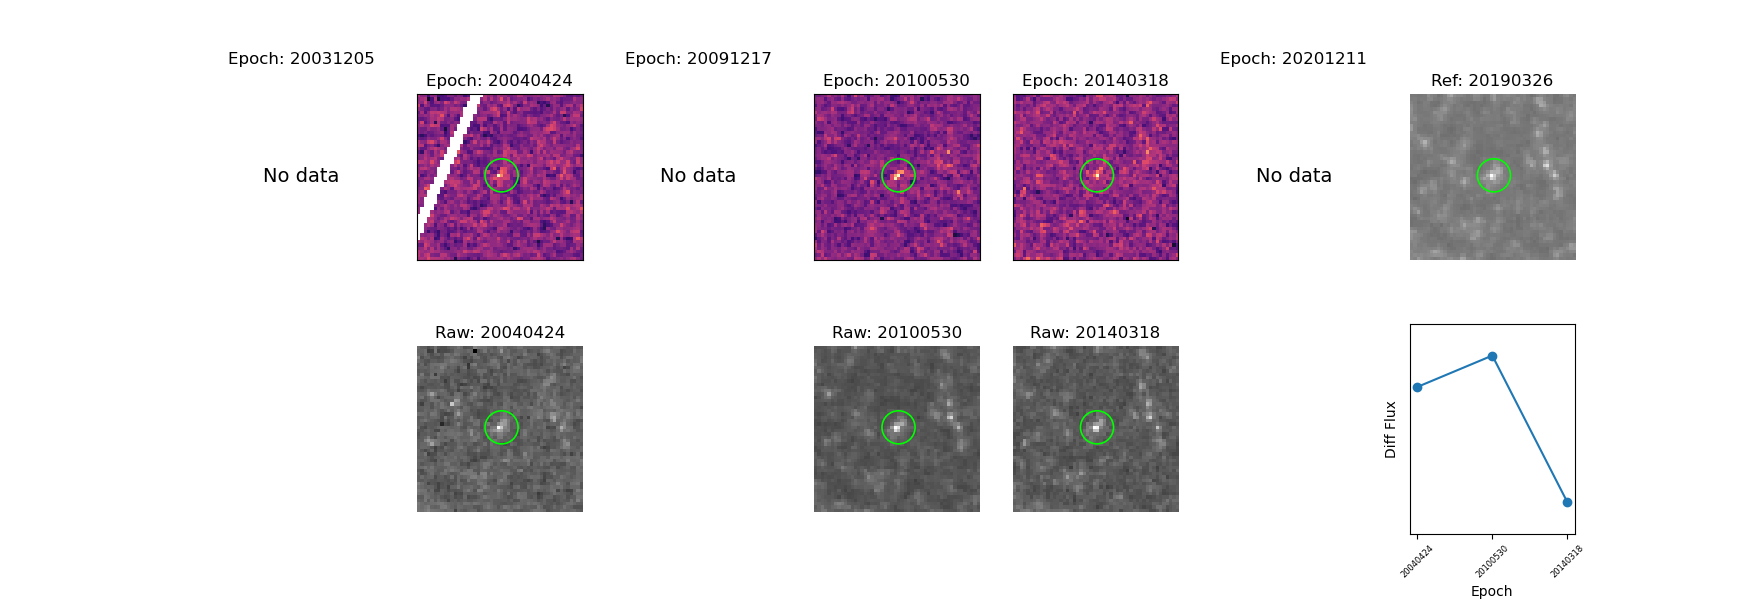 Epoch: 20031205
Epoch: 20040424
Epoch: 20091217
Epoch: 20100530
Epoch: 20140318
Epoch: 20201211
Ref: 20190326
No data
No data
No data
Raw: 20040424
Raw: 20100530
Raw: 20140318
Diff Flux
20040424
20100530
20140318
Epoch